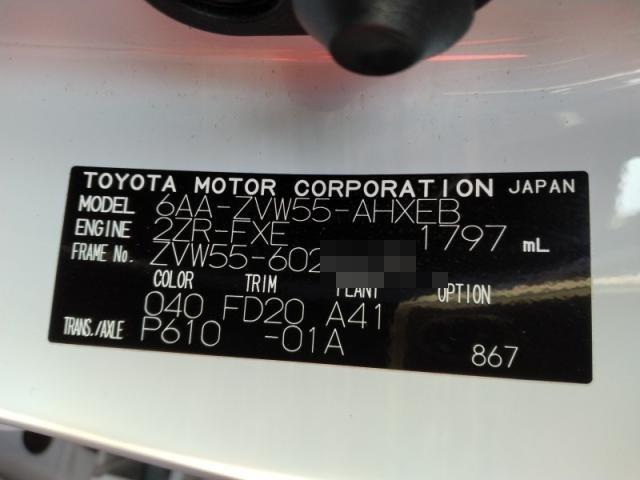 TOYOTA MOTOR CORPORATION JAPAN
MODEL 6AA-ZVW55-AHXEB
ENGINE 2ZR-FXE 1797 mL
FRAME No. ZVW55-602
COLOR TRIM PLANT OPTION
040 FD20 A41
TRANS./AXLE P610 -01A
867